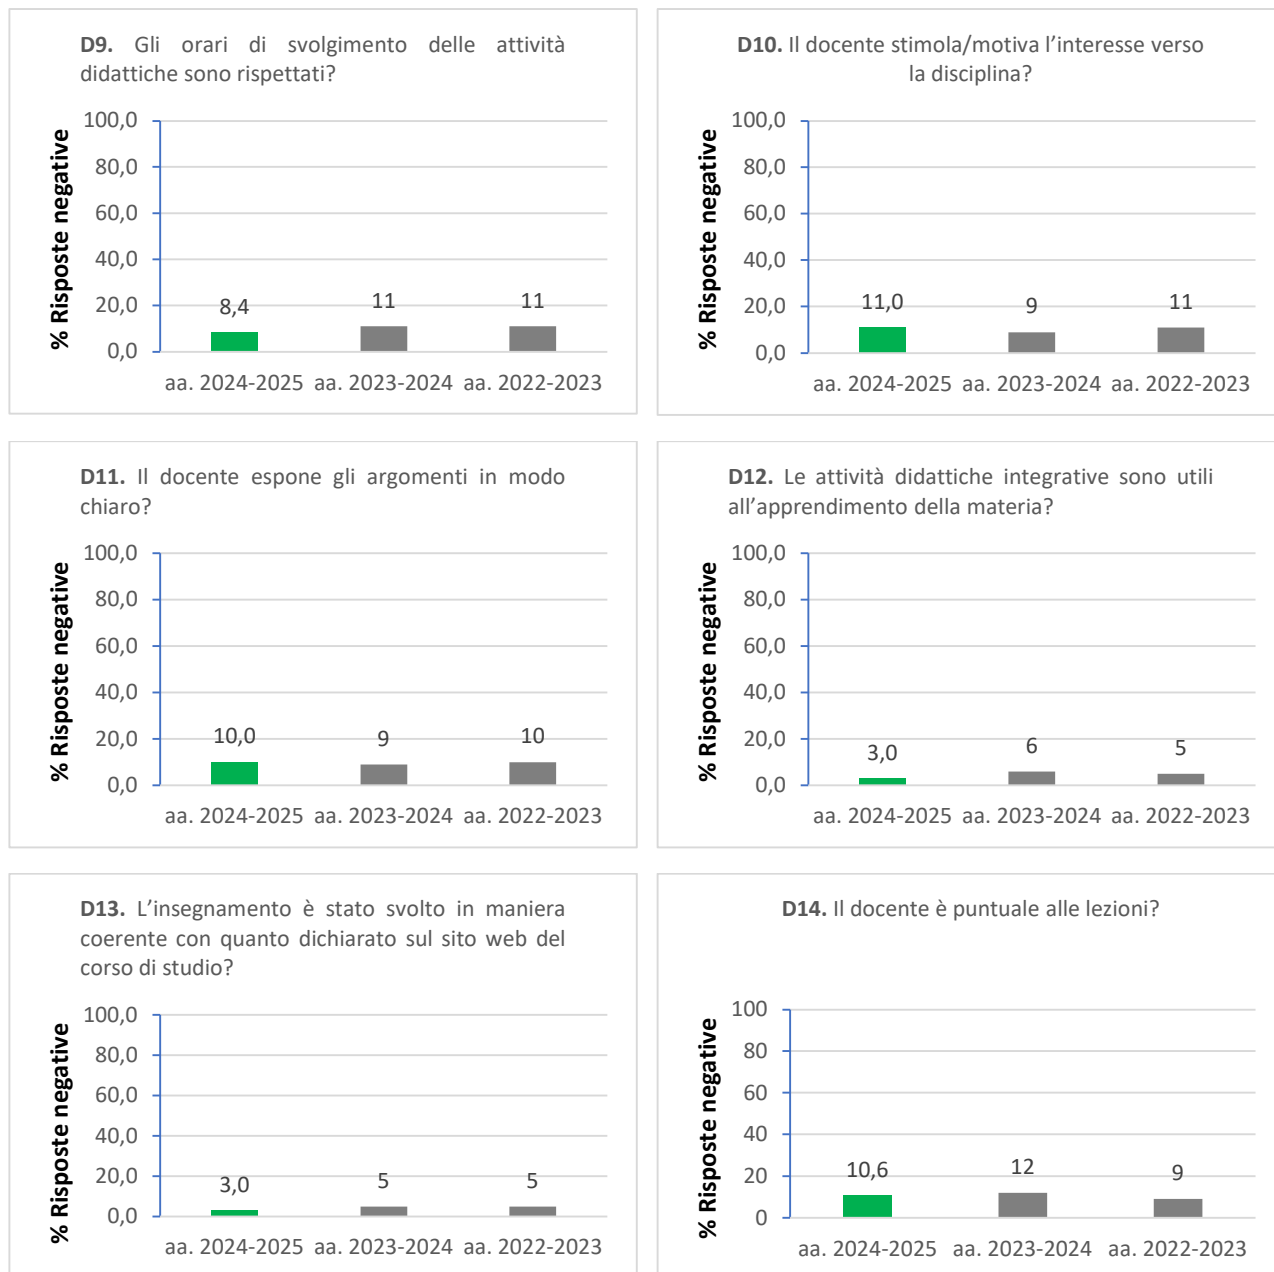 D9. Gli orari di svolgimento delle attività
didattiche sono rispettati?
% Risposte negative
100,0
80,0
60,0
40,0
20,0
0,0
8,4
11
11
aa. 2024-2025 aa. 2023-2024 aa. 2022-2023
D10. Il docente stimola/motiva l’interesse verso
la disciplina?
% Risposte negative
100,0
80,0
60,0
40,0
20,0
0,0
11,0
9
11
aa. 2024-2025 aa. 2023-2024 aa. 2022-2023
D11. Il docente espone gli argomenti in modo
chiaro?
% Risposte negative
100,0
80,0
60,0
40,0
20,0
0,0
10,0
9
10
aa. 2024-2025 aa. 2023-2024 aa. 2022-2023
D12. Le attività didattiche integrative sono utili
all’apprendimento della materia?
% Risposte negative
100,0
80,0
60,0
40,0
20,0
0,0
3,0
6
5
aa. 2024-2025 aa. 2023-2024 aa. 2022-2023
D13. L’insegnamento è stato svolto in maniera
coerente con quanto dichiarato sul sito web del
corso di studio?
% Risposte negative
100,0
80,0
60,0
40,0
20,0
0,0
3,0
5
5
aa. 2024-2025 aa. 2023-2024 aa. 2022-2023
D14. Il docente è puntuale alle lezioni?
% Risposte negative
100
80
60
40
20
0
10,6
12
9
aa. 2024-2025 aa. 2023-2024 aa. 2022-2023